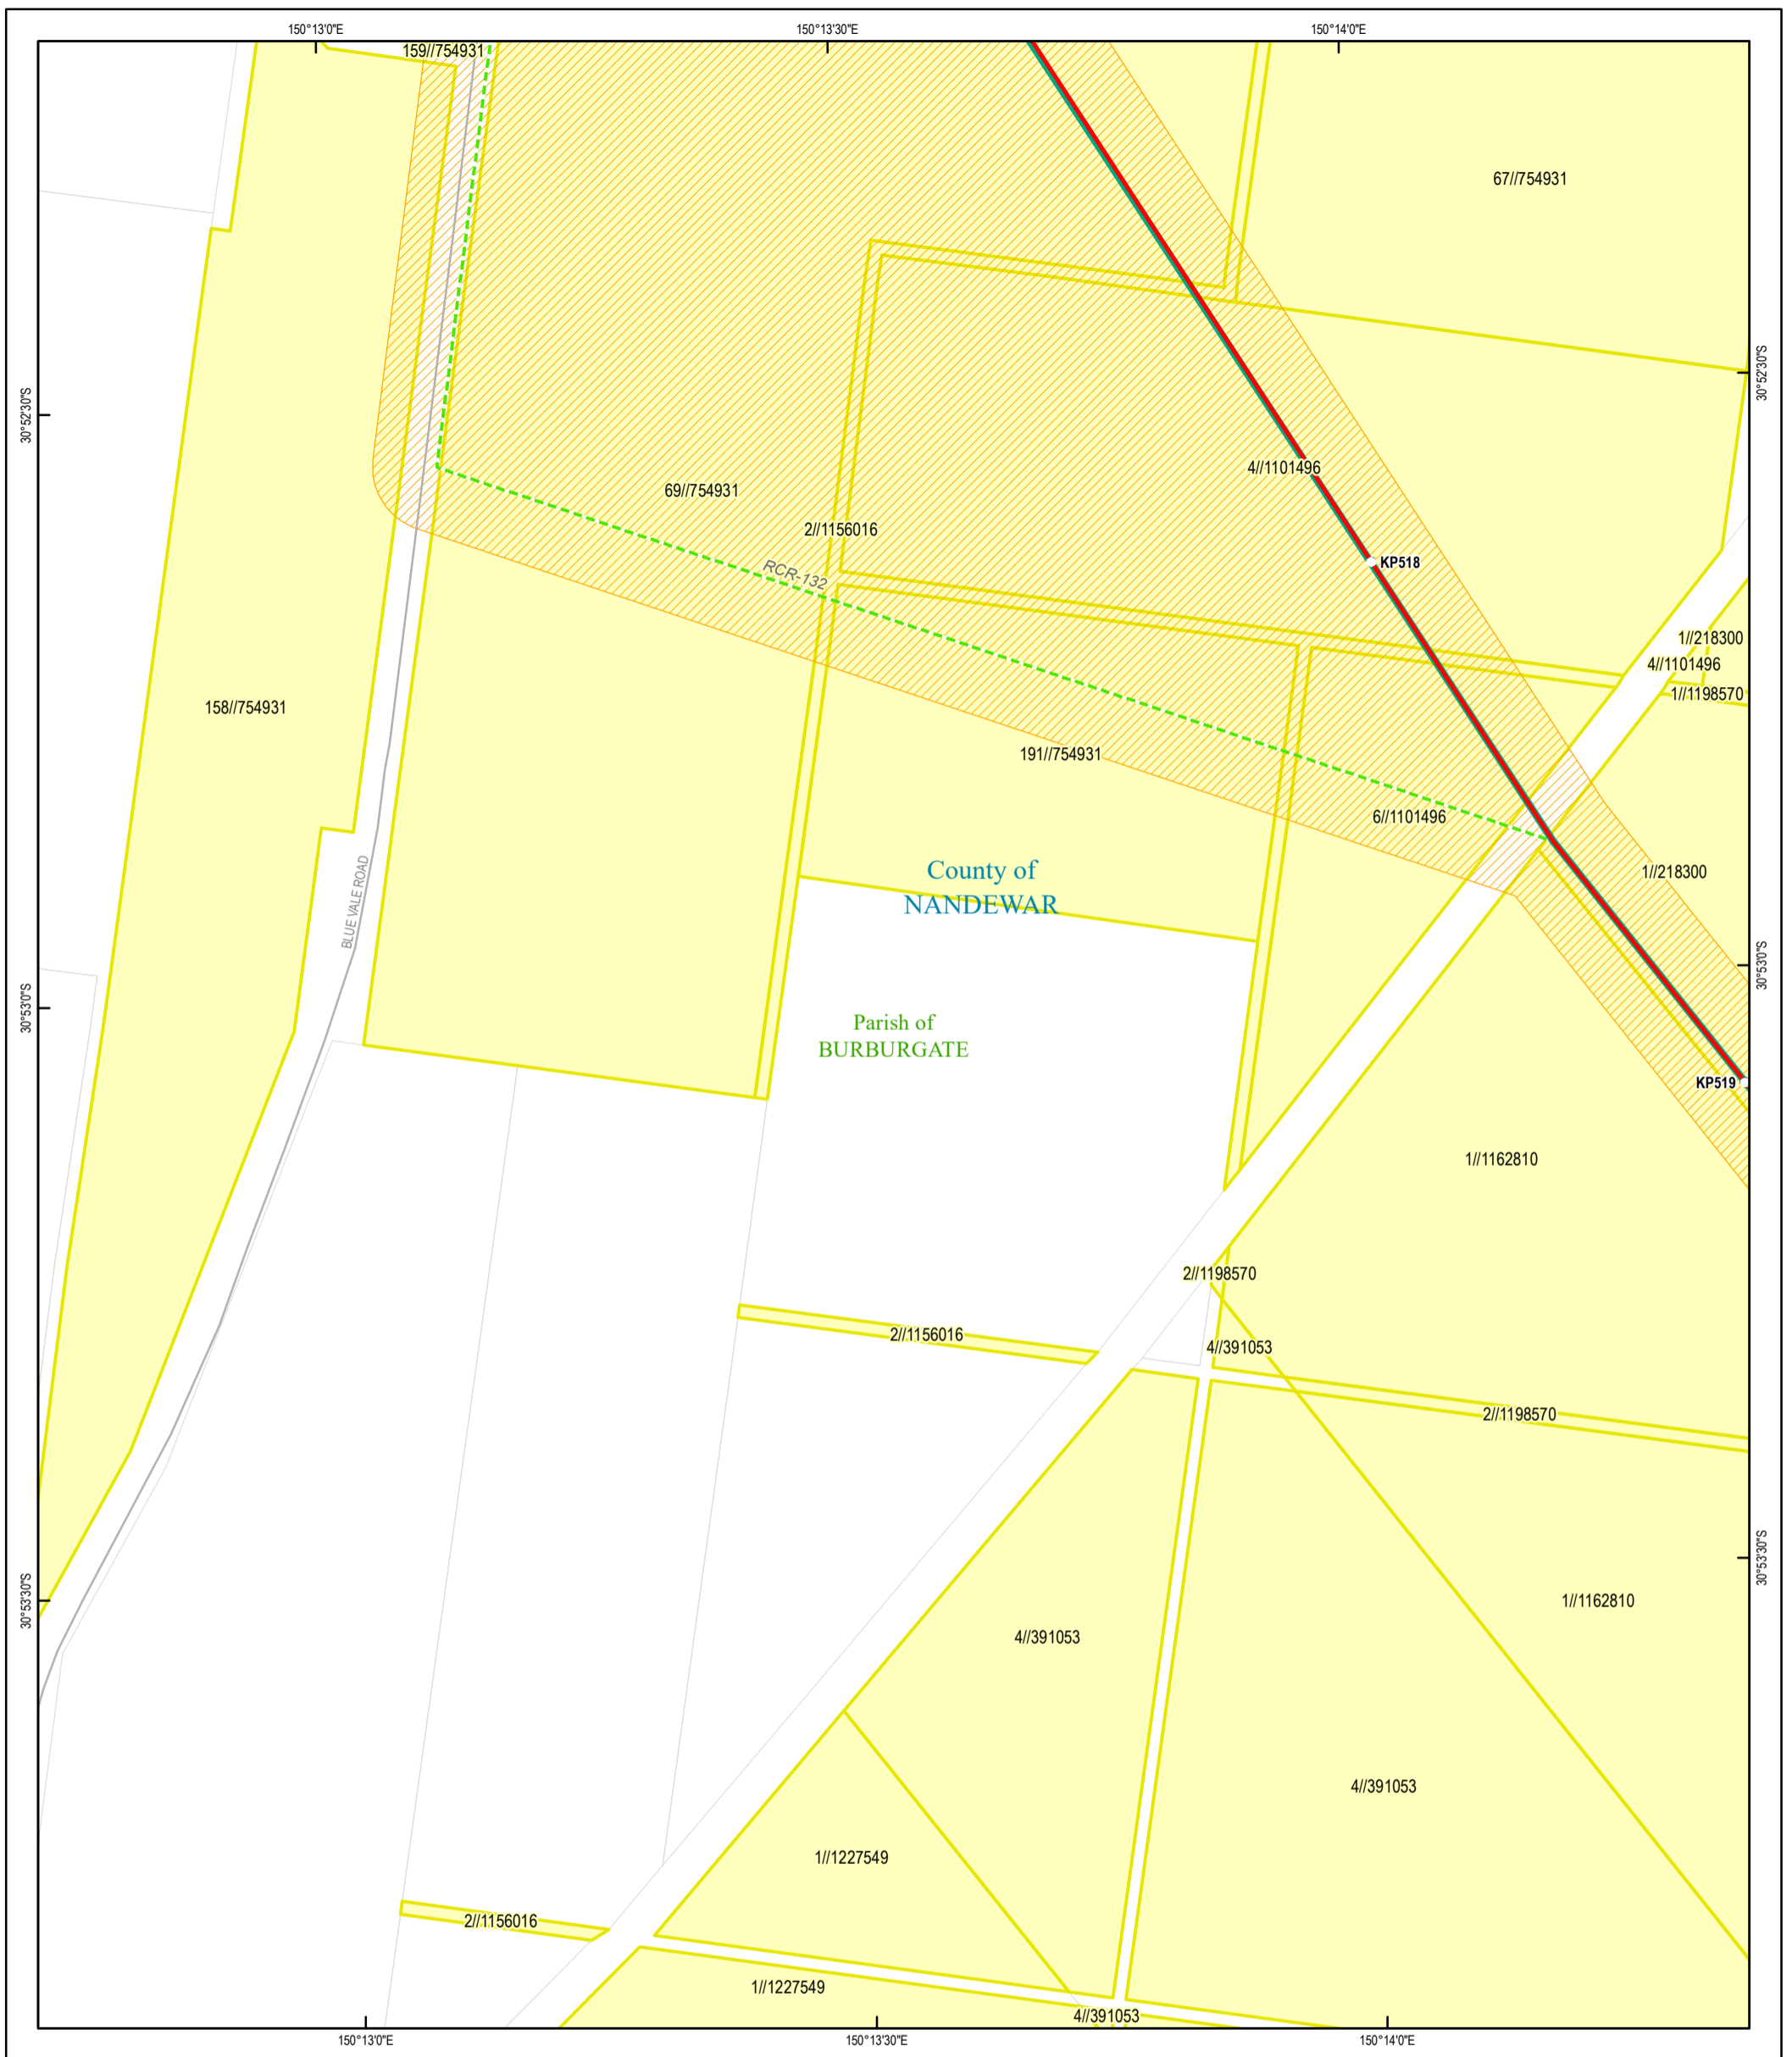 150°13'0"E
150°13'30"E
150°14'0"E
159//754931
67//754931
30°52'30"S
30°52'30"S
4//1101496
69//754931
2//1156016
KP518
RCR-132
1//218300
4//1101496
1//1198570
158//754931
191//754931
6//1101496
County of
NANDEWAR
1//218300
BLUE VALE ROAD
30°53'0"S
30°53'0"S
Parish of
BURBURGATE
KP519
1//1162810
2//1198570
2//1156016
4//391053
2//1198570
30°53'30"S
30°53'30"S
1//1162810
4//391053
4//391053
1//1227549
2//1156016
1//1227549
4//391053
150°13'0"E
150°13'30"E
150°14'0"E